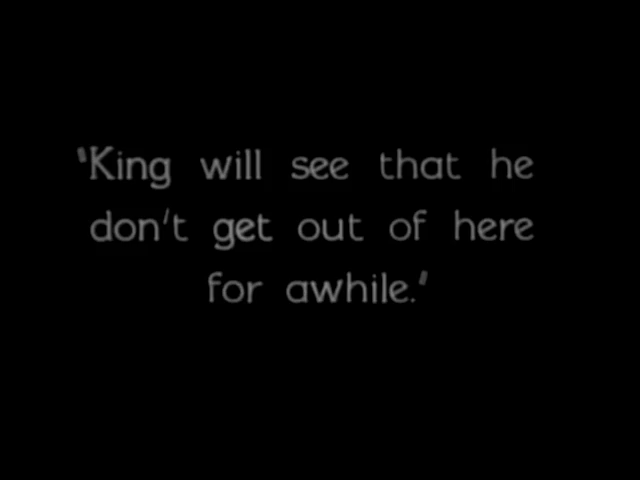 "King will see that he
don't get out of here
for awhile."